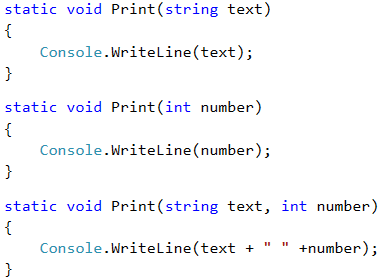 static void Print(string text)
{
    Console.WriteLine(text);
}
static void Print(int number)
{
    Console.WriteLine(number);
}
static void Print(string text, int number)
{
    Console.WriteLine(text + " " +number);
}